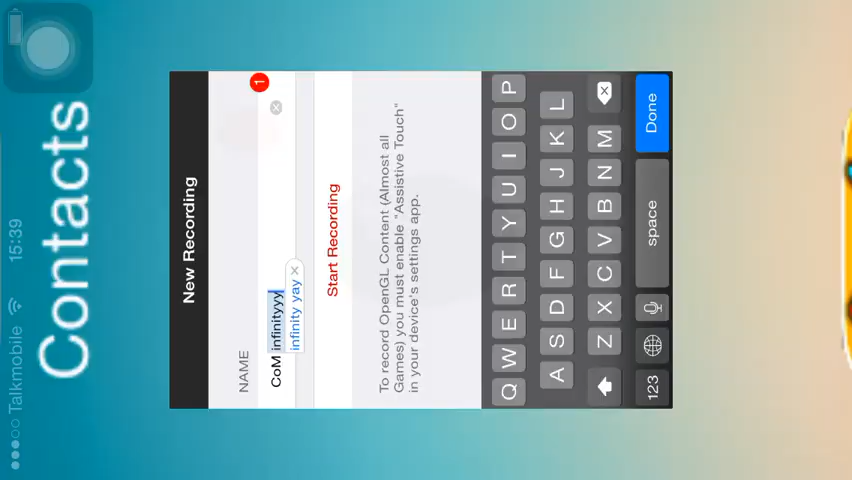 Talkmobile 15:39
Contacts
New Recording
1
NAME
CoM infinityyy
infinity yay ×
Start Recording
To record OpenGL Content (Almost all
Games) you must enable "Assistive Touch"
in your device's settings app.
Q W E R T Y U I O P
A S D F G H J K L
Z X C V B N M
123 space Done